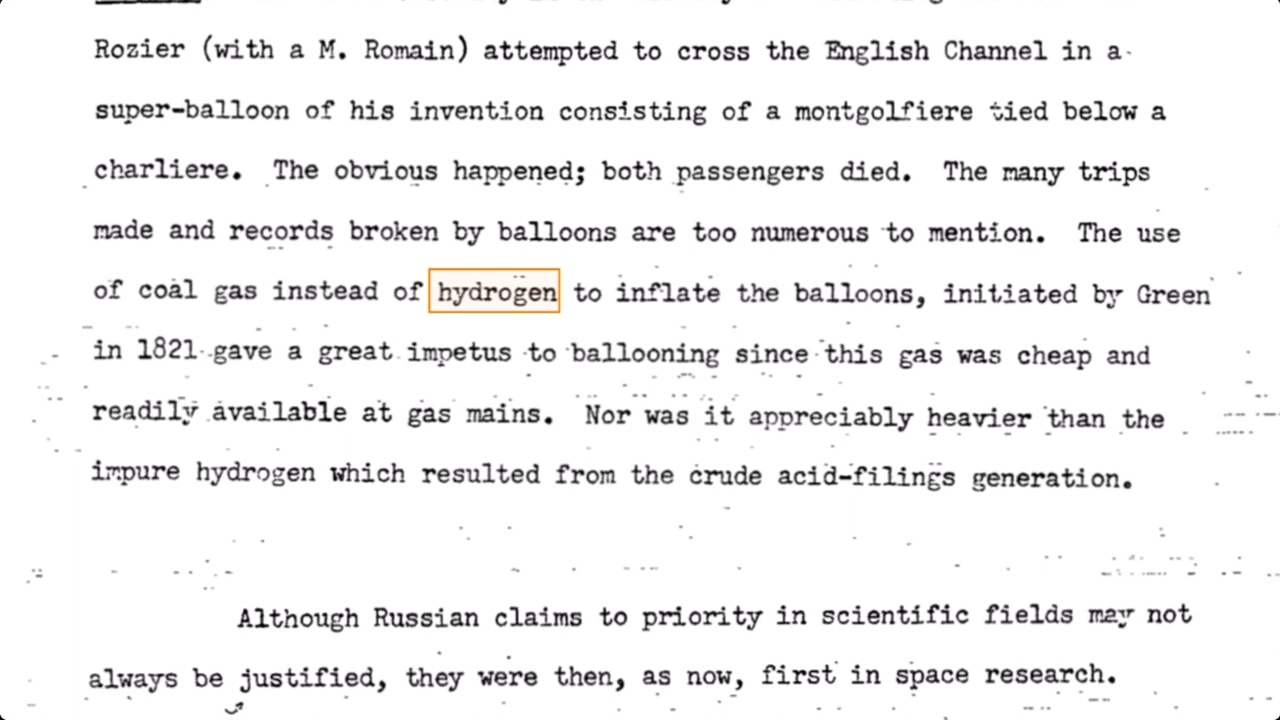 Rozier (with a M. Romain) attempted to cross the English Channel in a
super-balloon of his invention consisting of a montgolfiere tied below a
charliere. The obvious happened; both passengers died. The many trips
made and records broken by balloons are too numerous to mention. The use
of coal gas instead of hydrogen to inflate the balloons, initiated by Green
in 1821 gave a great impetus to ballooning since this gas was cheap and
readily available at gas mains. Nor was it appreciably heavier than the
impure hydrogen which resulted from the crude acid-filings generation.
Although Russian claims to priority in scientific fields may not
always be justified, they were then, as now, first in space research.